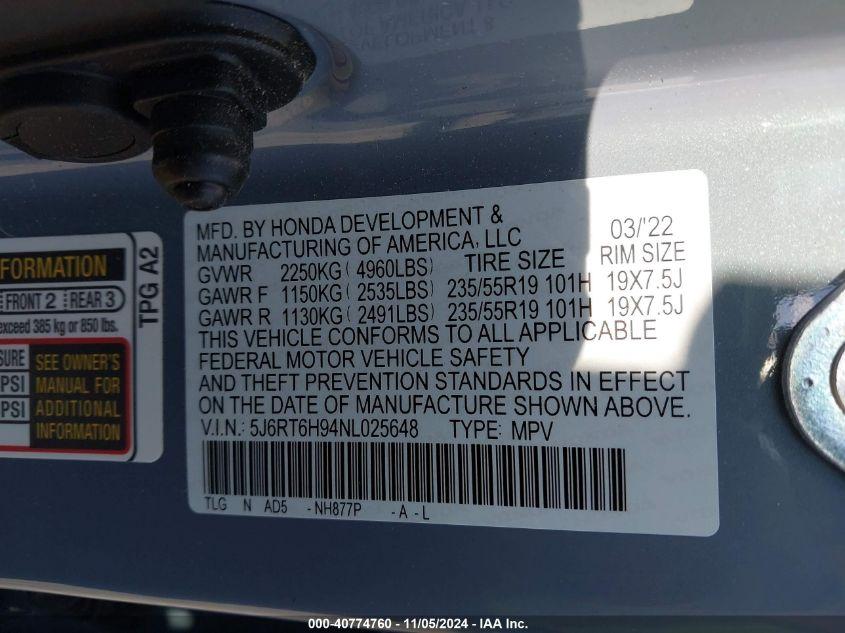 MFD. BY HONDA DEVELOPMENT &
MANUFACTURING OF AMERICA, LLC
03/'22
GVWR 2250KG ( 4960LBS) TIRE SIZE RIM SIZE
GAWR F 1150KG ( 2535LBS) 235/55R19 101H 19X7.5J
GAWR R 1130KG ( 2491LBS) 235/55R19 101H 19X7.5J
THIS VEHICLE CONFORMS TO ALL APPLICABLE
FEDERAL MOTOR VEHICLE SAFETY
AND THEFT PREVENTION STANDARDS IN EFFECT
ON THE DATE OF MANUFACTURE SHOWN ABOVE.
V.I.N.: 5J6RT6H94NL025648 TYPE: MPV
TLG N AD5 -NH877P -A-L
FORMATION
FRONT 2 REAR 3
exceed 385 kg or 850 lbs.
TPG A2
SURE
PSI
PSI
SEE OWNER'S
MANUAL FOR
ADDITIONAL
INFORMATION
OF AMERICA, LLC
DEVELOPMENT &
000-40774760 - 11/05/2024 - IAA Inc.